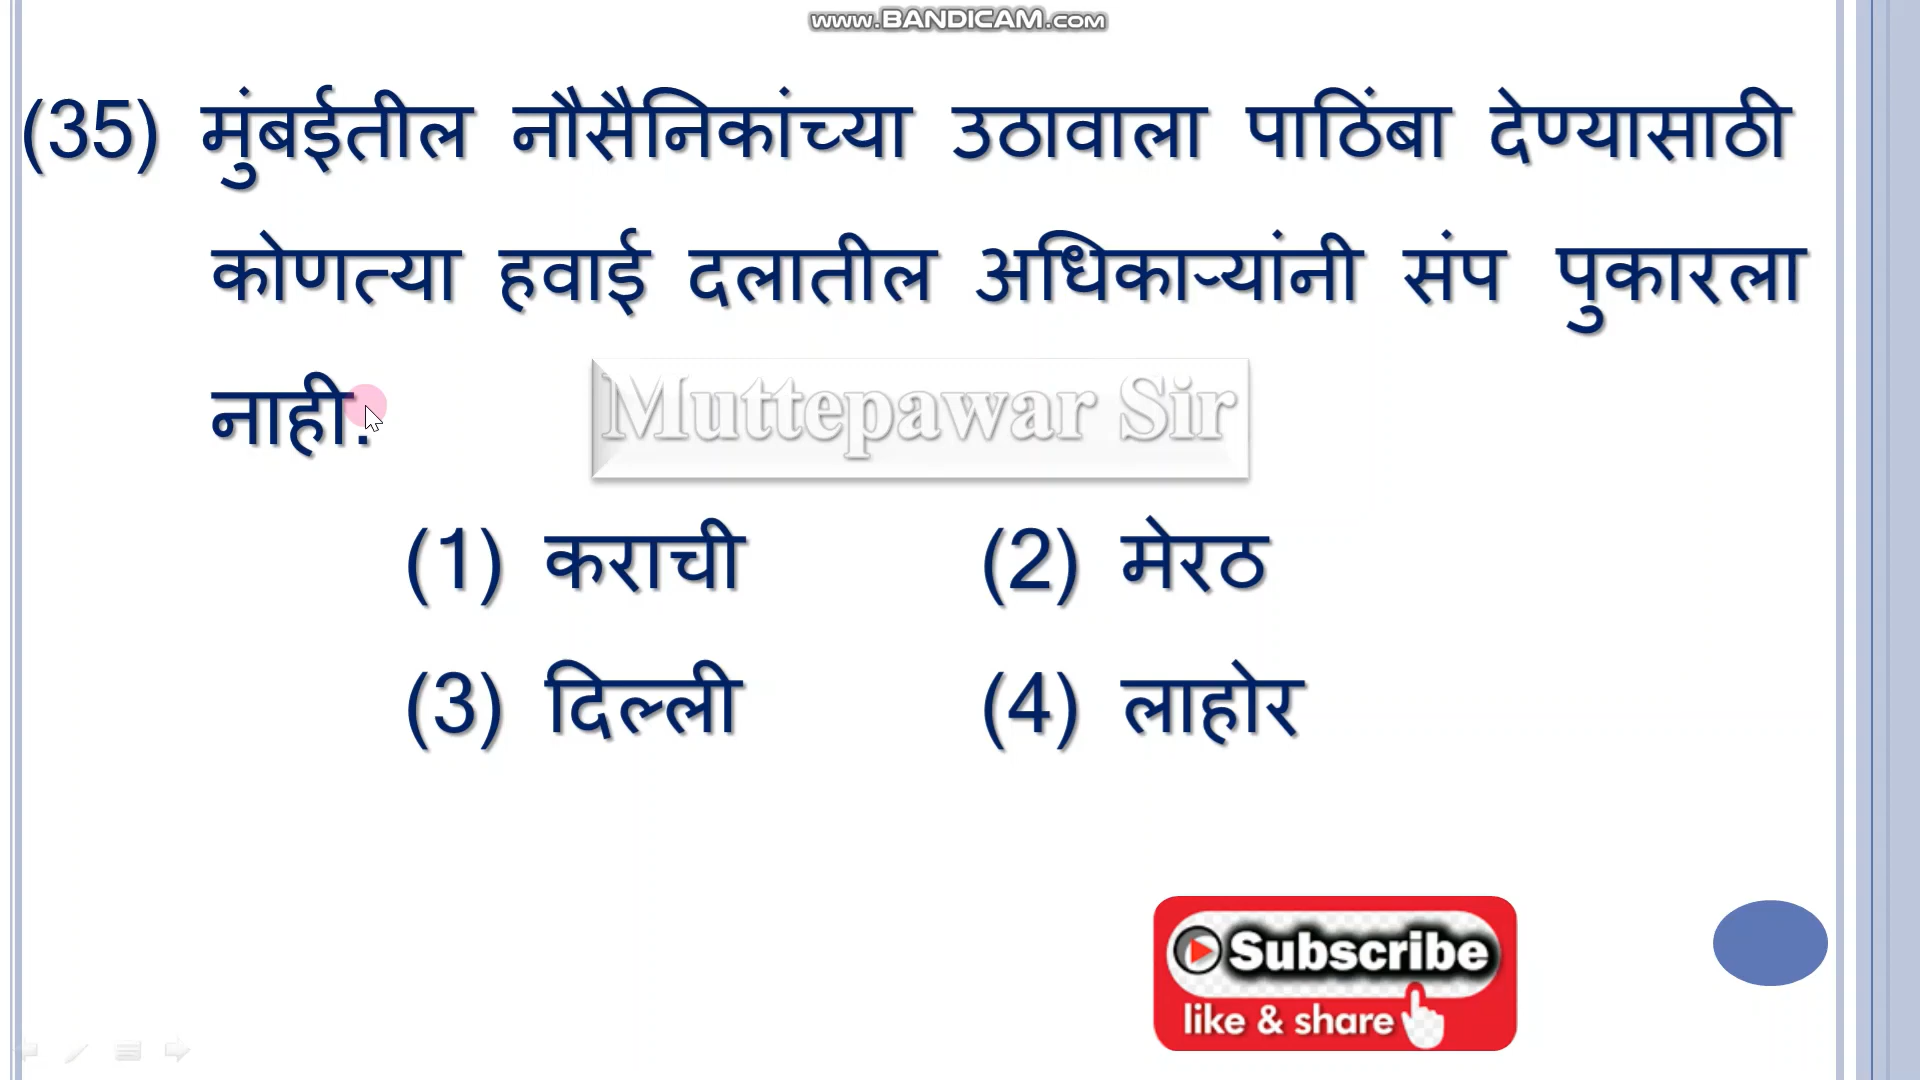 www.BANDICAM.com
(35) मुंबईतील नौसैनिकांच्या उठावाला पाठिंबा देण्यासाठी
कोणत्या हवाई दलातील अधिकाऱ्यांनी संप पुकारला
नाही.
Muttepawar Sir
(1) कराची (2) मेरठ
(3) दिल्ली (4) लाहोर
Subscribe
like & share